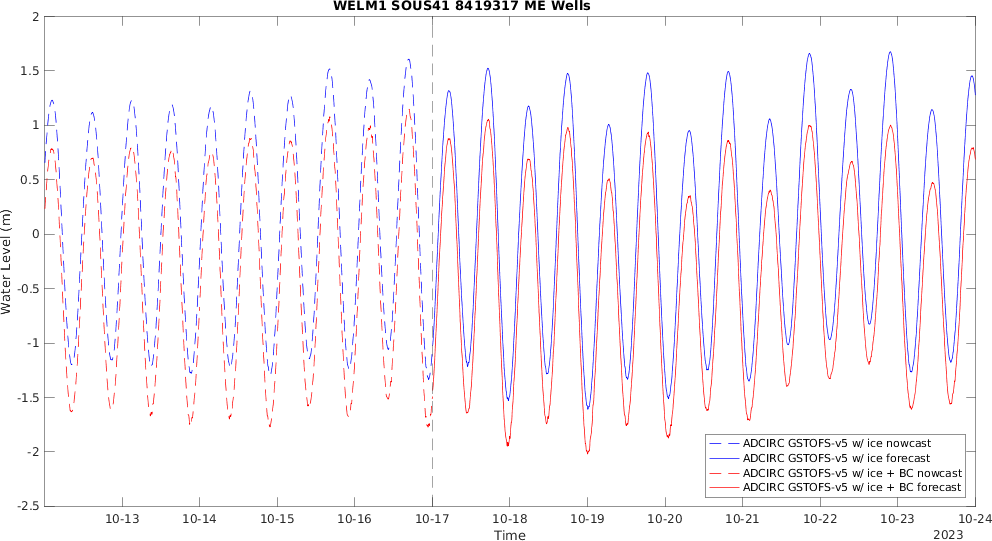 WELM1 SOUS41 8419317 ME Wells
2
1.5
1
0.5
0
-0.5
-1
-1.5
-2
-2.5
Water Level (m)
10-13 10-14 10-15 10-16 10-17 10-18 10-19 10-20 10-21 10-22 10-23 10-24
Time
2023
ADCIRC GSTOFS-v5 w/ ice nowcast
ADCIRC GSTOFS-v5 w/ ice forecast
ADCIRC GSTOFS-v5 w/ ice + BC nowcast
ADCIRC GSTOFS-v5 w/ ice + BC forecast